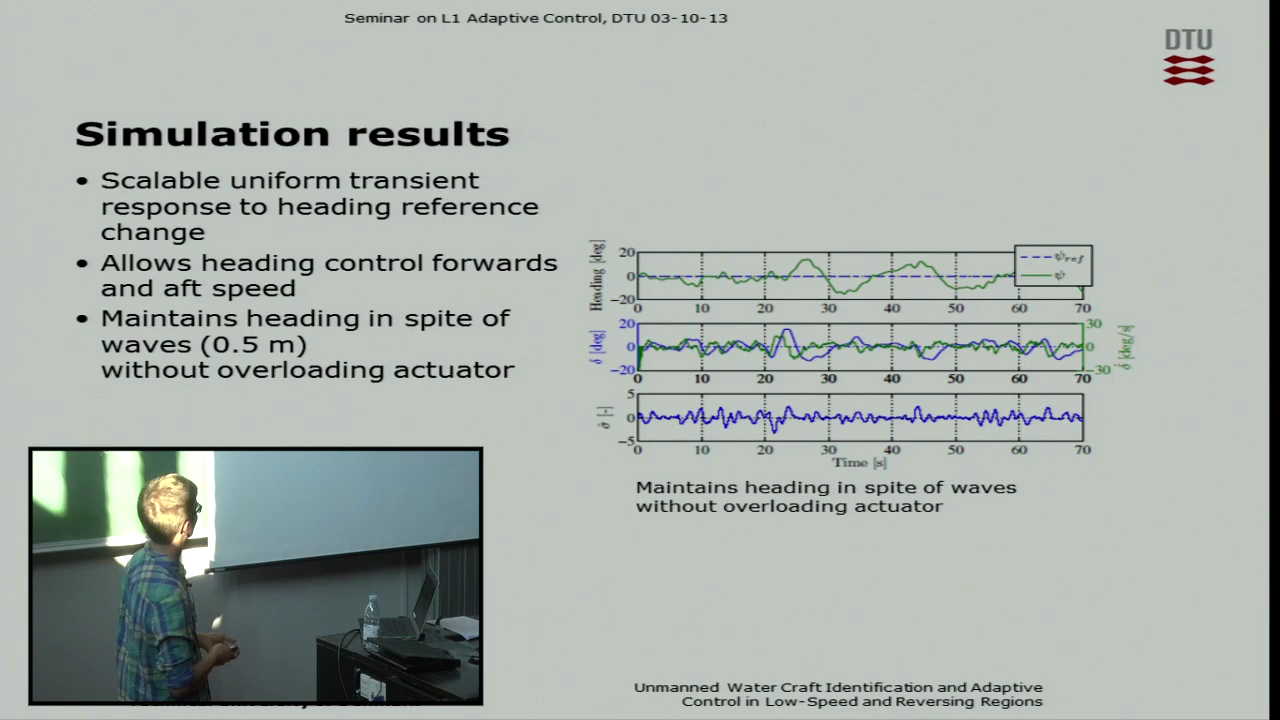 Seminar on L1 Adaptive Control, DTU 03-10-13
DTU
Simulation results
• Scalable uniform transient
response to heading reference
change
• Allows heading control forwards
and aft speed
• Maintains heading in spite of
waves (0.5 m)
without overloading actuator
Heading [deg]
20
0
−20
0 10 20 30 40 50 60 70
ψref
ψ
δ [deg]
20
0
−20
30
0
−30
δ̇ [deg/s]
0 10 20 30 40 50 60 70
σ̂ [-]
5
0
−5
0 10 20 30 40 50 60 70
Time [s]
Maintains heading in spite of waves
without overloading actuator
Unmanned Water Craft Identification and Adaptive
Control in Low-Speed and Reversing Regions